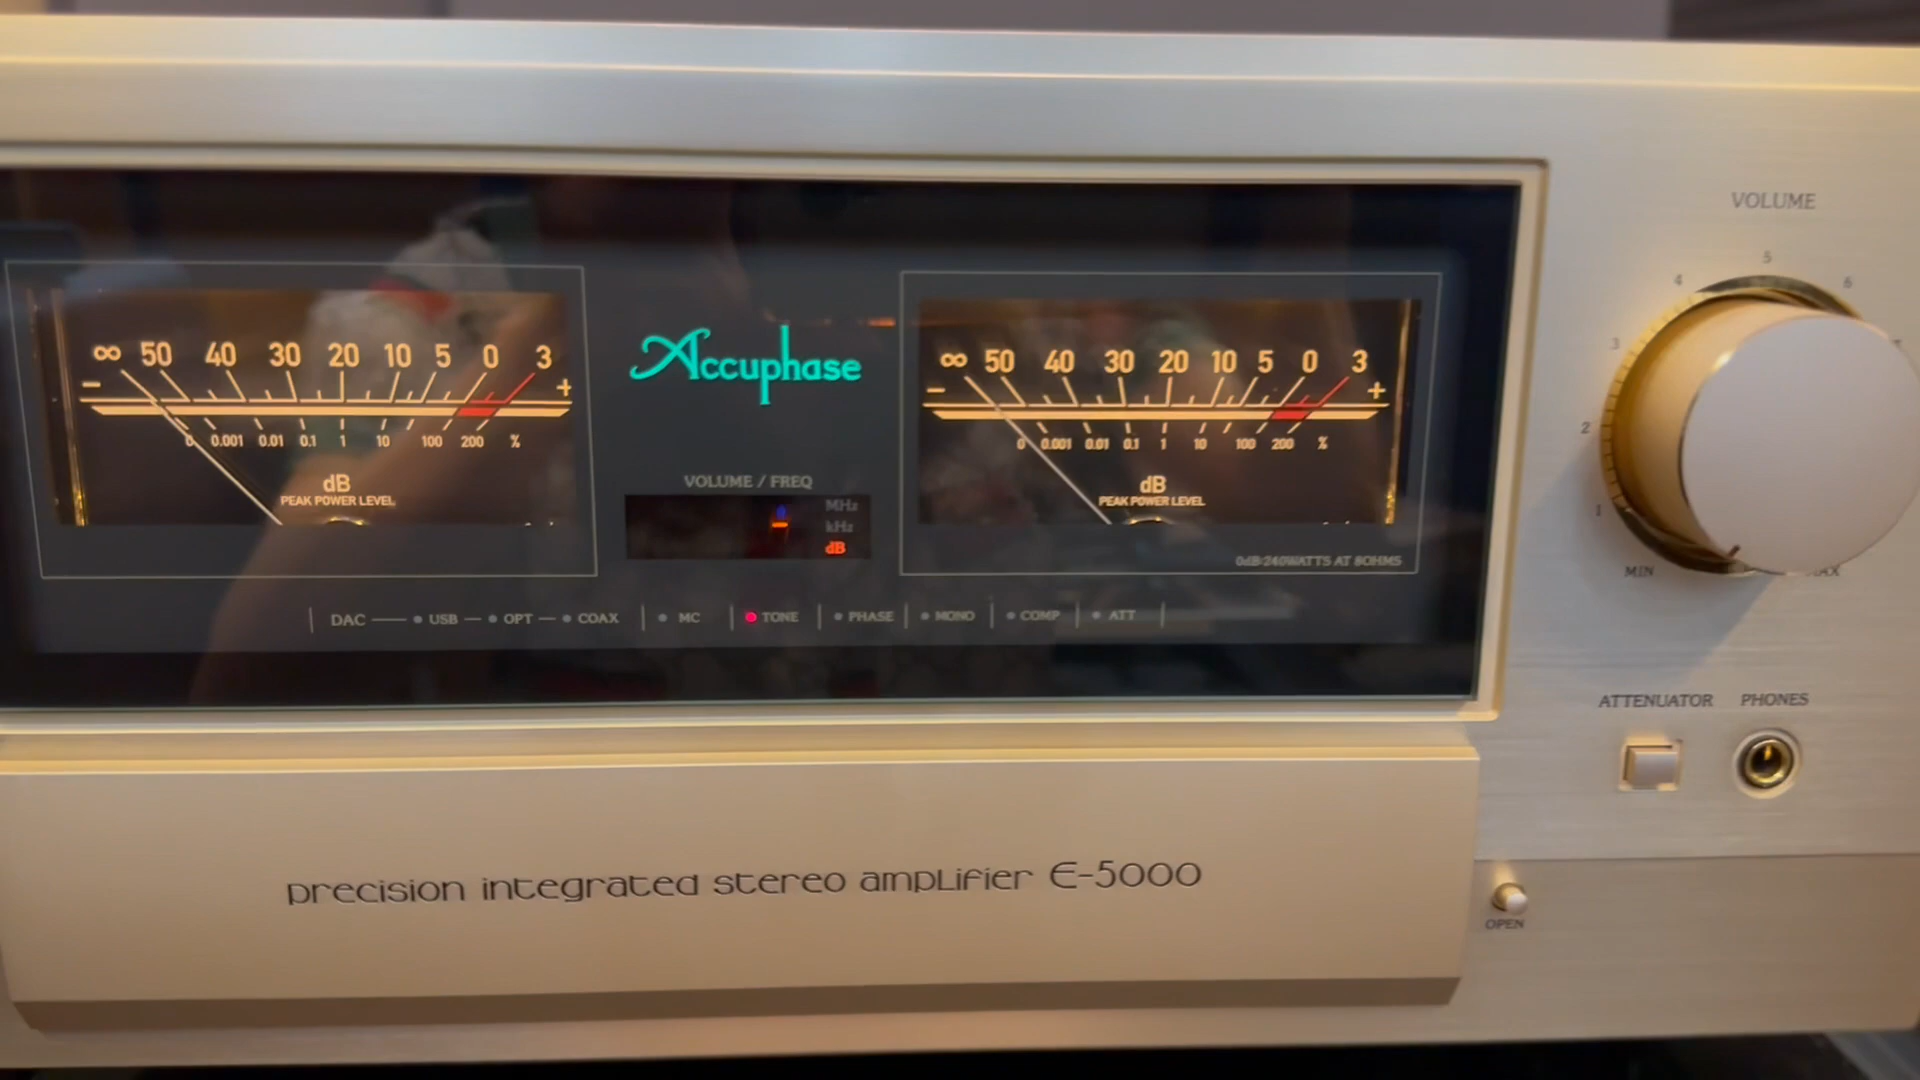 VOLUME
5
4 6
3
2
1
MIN
∞ 50 40 30 20 10 5 0 3
− +
0 0.001 0.01 0.1 1 10 100 200 %
dB
PEAK POWER LEVEL
Accuphase
VOLUME / FREQ
MHz
kHz
dB
∞ 50 40 30 20 10 5 0 3
− +
0 0.001 0.01 0.1 1 10 100 200 %
dB
PEAK POWER LEVEL
0dB:240WATTS AT 8OHMS
DAC USB OPT COAX MC TONE PHASE MONO COMP ATT
ATTENUATOR PHONES
precision integrated stereo amplifier E-5000
OPEN